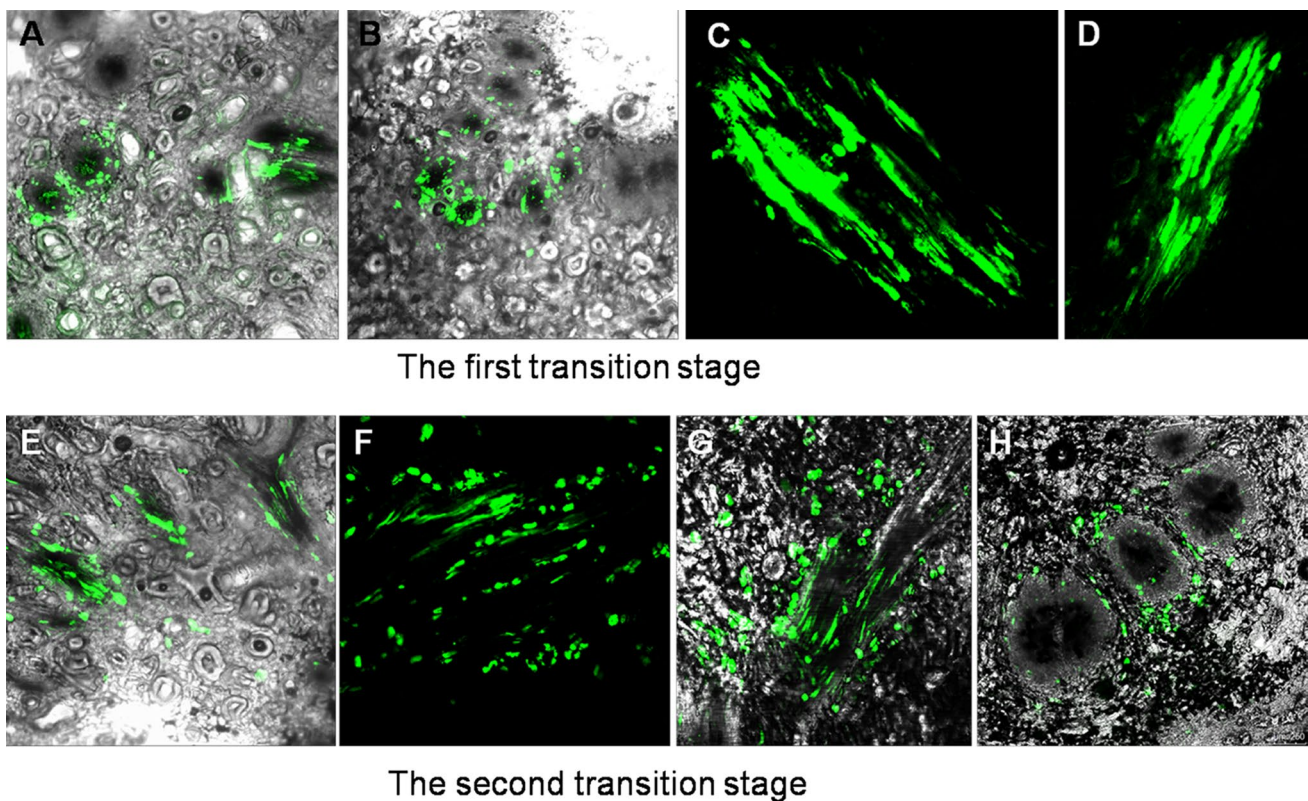 A B C D
The first transition stage
E F G H
The second transition stage